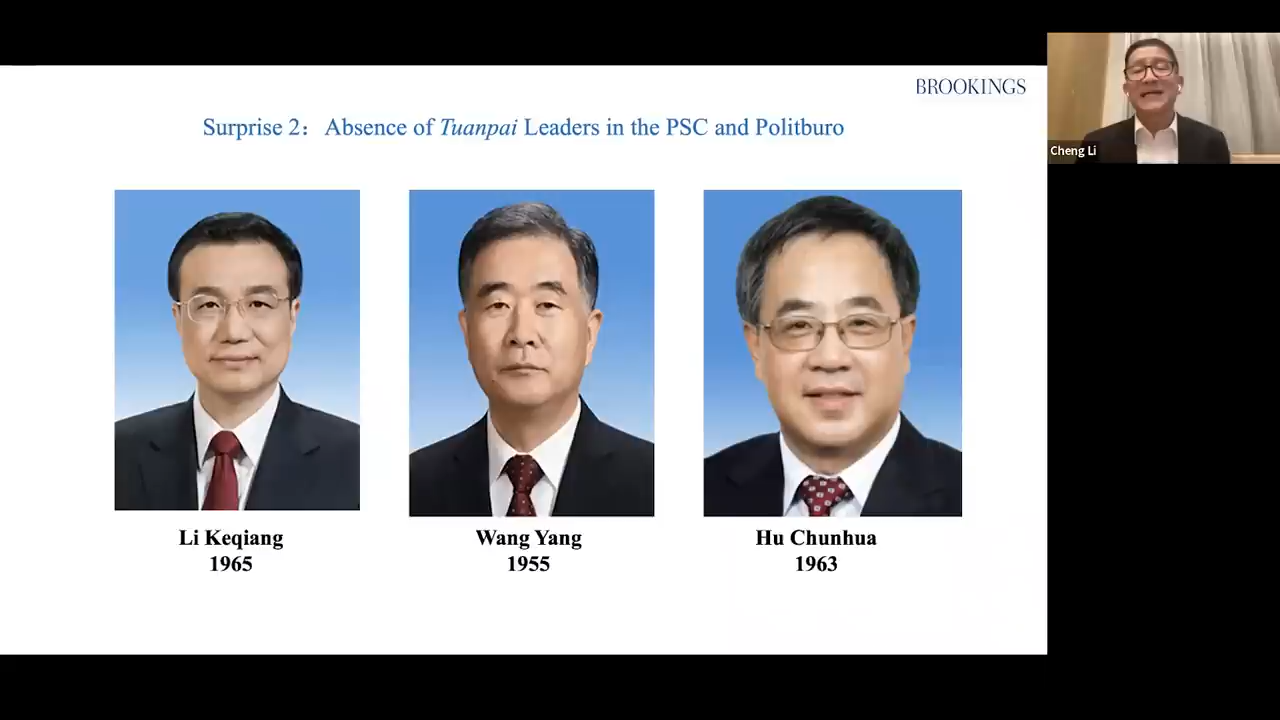 BROOKINGS
Surprise 2: Absence of Tuanpai Leaders in the PSC and Politburo
Cheng Li
Li Keqiang
1965
Wang Yang
1955
Hu Chunhua
1963